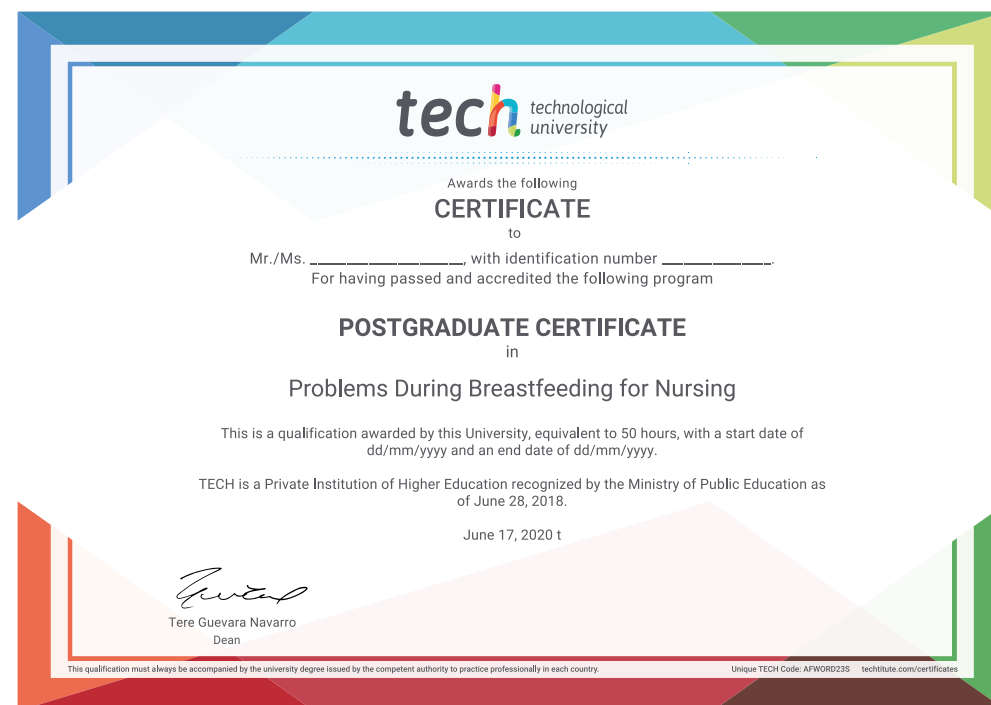 tech technological
university
Awards the following
CERTIFICATE
to
Mr./Ms. ____________________, with identification number ______________.
For having passed and accredited the following program
POSTGRADUATE CERTIFICATE
in
Problems During Breastfeeding for Nursing
This is a qualification awarded by this University, equivalent to 50 hours, with a start date of
dd/mm/yyyy and an end date of dd/mm/yyyy.
TECH is a Private Institution of Higher Education recognized by the Ministry of Public Education as
of June 28, 2018.
June 17, 2020 t
Tere Guevara Navarro
Dean
This qualification must always be accompanied by the university degree issued by the competent authority to practice professionally in each country.
Unique TECH Code: AFWORD23S techtitute.com/certificates